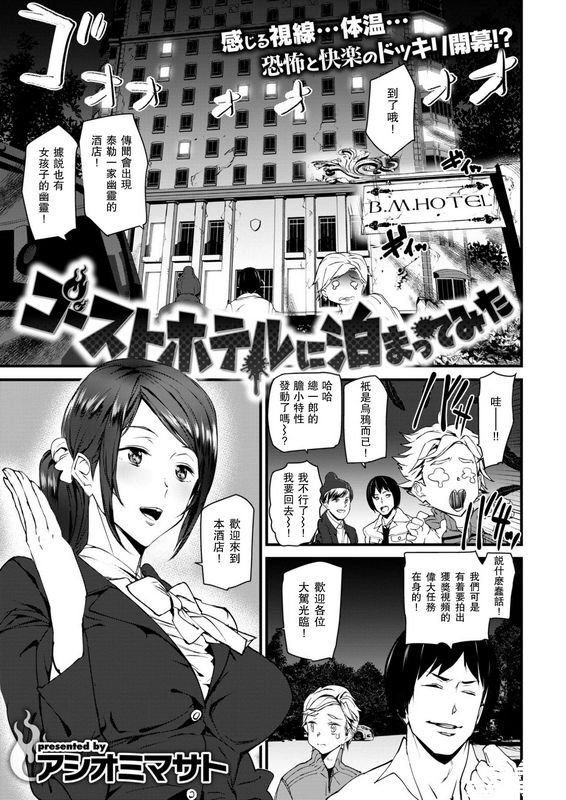 感じる視線…体温…
恐怖と快楽のドッキリ開幕!?
ゴオオオオオ
到了哦！
傳聞會出現
泰勒一家幽靈的
酒店！
據說也有
女孩子的幽靈！
B.M.HOTEL
ギィッ
ギィッ
ゴーストホテルに泊まってみた
哇——!!
衹是烏鴉而已！
哈哈
總一郎的
膽小特性
發動了嗎～？
我不行了～！
我要回去～！
歡迎來到
本酒店！
說什麽蠢話！
我們可是
有着要拍出
獲獎視頻的
偉大任務
在身的！
歡迎各位
大駕光臨！
presented by
アシオミマサト